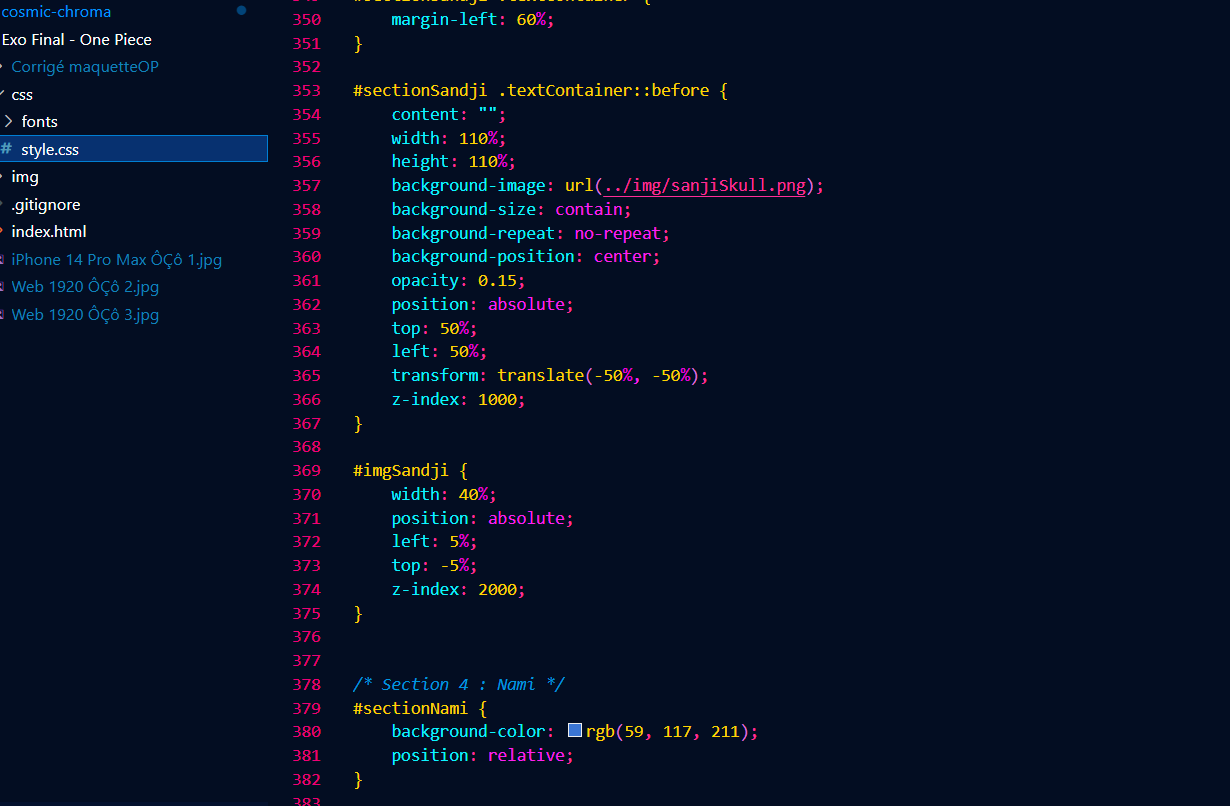 cosmic-chroma
Exo Final - One Piece
Corrigé maquetteOP
css
fonts
# style.css
img
.gitignore
index.html
iPhone 14 Pro Max ÔÇô 1.jpg
Web 1920 ÔÇô 2.jpg
Web 1920 ÔÇô 3.jpg
350 margin-left: 60%;
351 }
352
353 #sectionSandji .textContainer::before {
354 content: "";
355 width: 110%;
356 height: 110%;
357 background-image: url(../img/sanjiSkull.png);
358 background-size: contain;
359 background-repeat: no-repeat;
360 background-position: center;
361 opacity: 0.15;
362 position: absolute;
363 top: 50%;
364 left: 50%;
365 transform: translate(-50%, -50%);
366 z-index: 1000;
367 }
368
369 #imgSandji {
370 width: 40%;
371 position: absolute;
372 left: 5%;
373 top: -5%;
374 z-index: 2000;
375 }
376
377
378 /* Section 4 : Nami */
379 #sectionNami {
380 background-color: rgb(59, 117, 211);
381 position: relative;
382 }
383